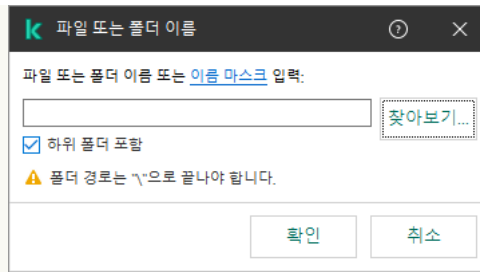 파일 또는 폴더 이름
파일 또는 폴더 이름 또는 이름 마스크 입력:
찾아보기...
하위 폴더 포함
폴더 경로는 "\"으로 끝나야 합니다.
확인 취소